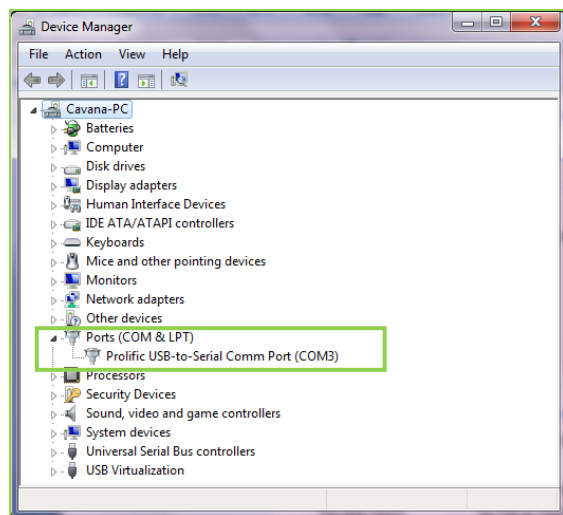 Device Manager
File Action View Help
Cavana-PC
Batteries
Computer
Disk drives
Display adapters
Human Interface Devices
IDE ATA/ATAPI controllers
Keyboards
Mice and other pointing devices
Monitors
Network adapters
Other devices
Ports (COM & LPT)
Prolific USB-to-Serial Comm Port (COM3)
Processors
Security Devices
Sound, video and game controllers
System devices
Universal Serial Bus controllers
USB Virtualization